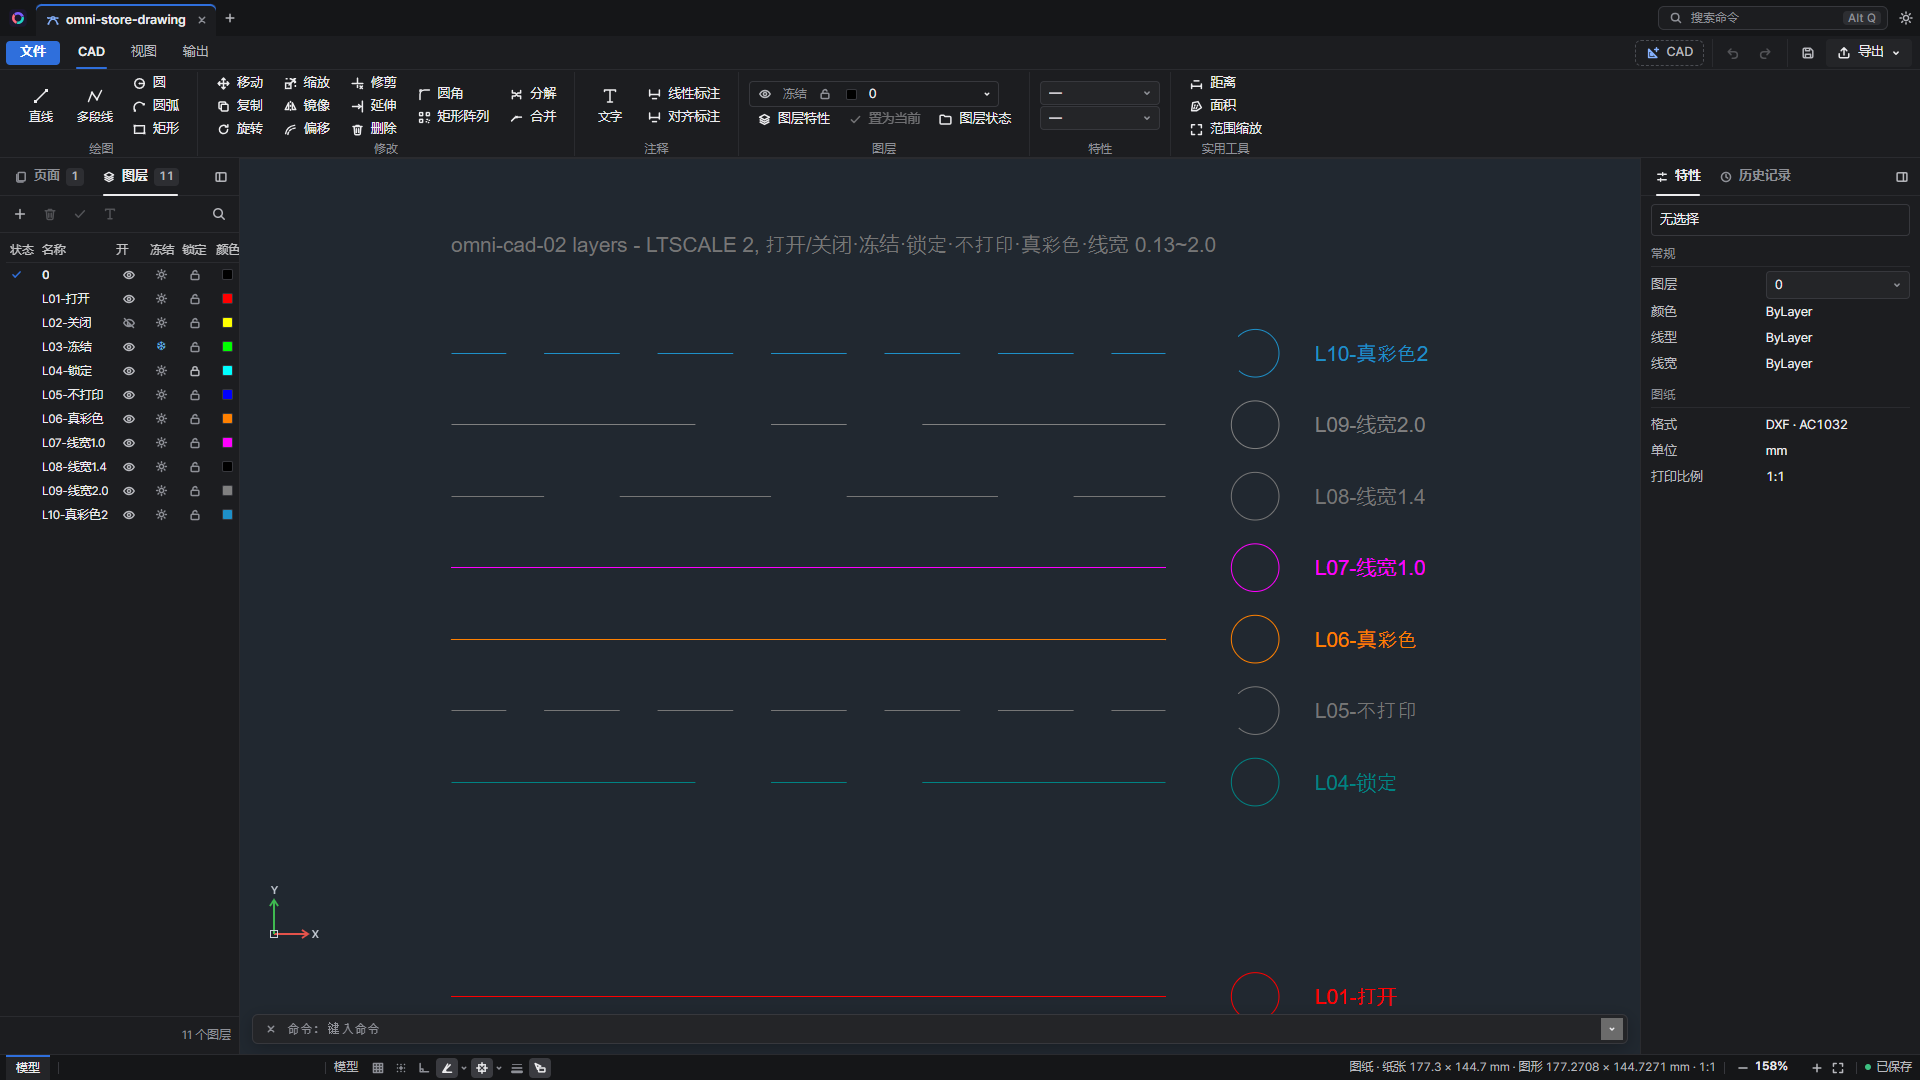 omni-store-drawing
搜索命令 Alt Q
文件 CAD 视图 输出
CAD
导出
直线
多段线
圆
圆弧
矩形
绘图
移动 缩放 修剪
复制 镜像 延伸
旋转 偏移 删除
圆角 分解
矩形阵列 合并
修改
文字
线性标注
对齐标注
注释
冻结 0
图层特性 置为当前 图层状态
图层
特性
距离
面积
范围缩放
实用工具
页面 1 图层 11
状态 名称 开 冻结 锁定 颜色
0
L01-打开
L02-关闭
L03-冻结
L04-锁定
L05-不打印
L06-真彩色
L07-线宽1.0
L08-线宽1.4
L09-线宽2.0
L10-真彩色2
11 个图层
omni-cad-02 layers - LTSCALE 2, 打开/关闭·冻结·锁定·不打印·真彩色·线宽 0.13~2.0
L10-真彩色2
L09-线宽2.0
L08-线宽1.4
L07-线宽1.0
L06-真彩色
L05-不打印
L04-锁定
L01-打开
Y
X
命令: 键入命令
特性 历史记录
无选择
常规
图层 0
颜色 ByLayer
线型 ByLayer
线宽 ByLayer
图纸
格式 DXF · AC1032
单位 mm
打印比例 1:1
模型
模型
图纸 · 纸张 177.3 × 144.7 mm · 图形 177.2708 × 144.7271 mm · 1:1
158%
已保存